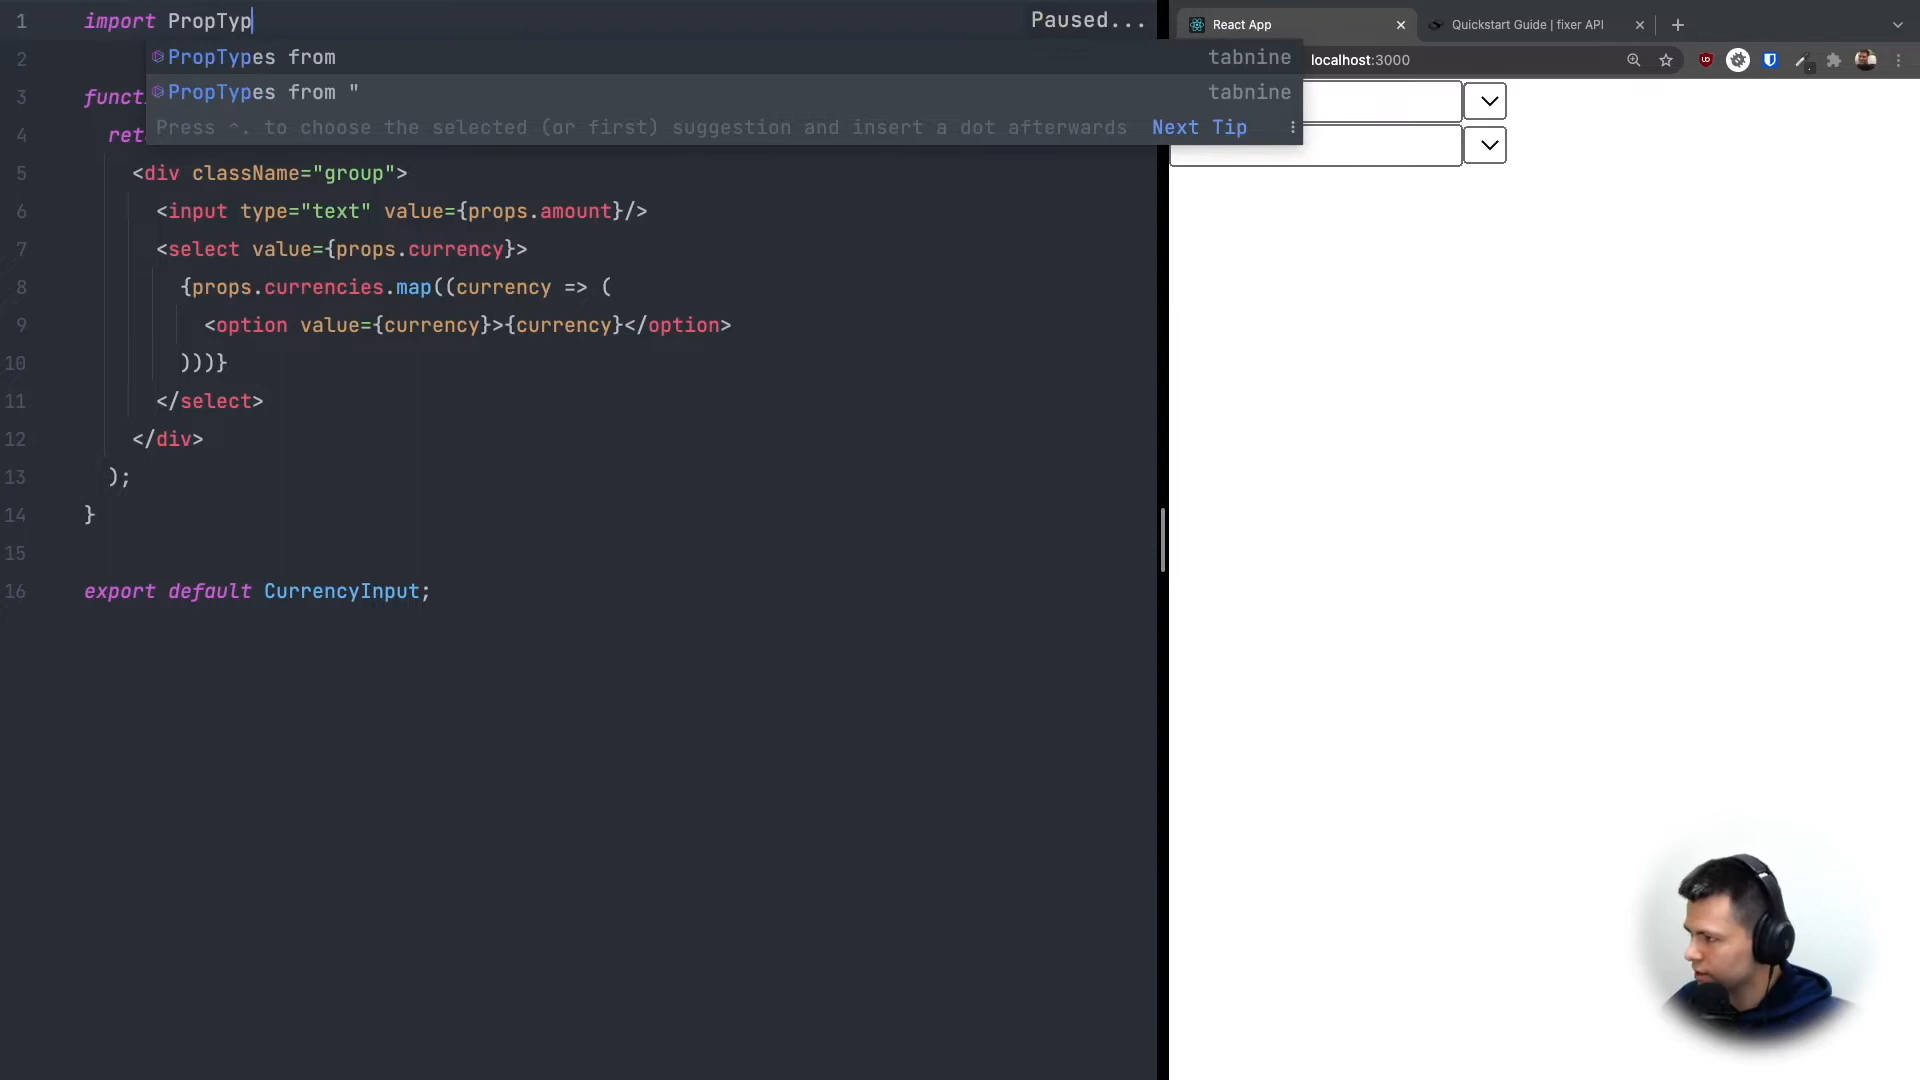 1 import PropTyp
Paused...
PropTypes from tabnine
2
PropTypes from " tabnine
3 functi
Press ^. to choose the selected (or first) suggestion and insert a dot afterwards Next Tip
4 ret
5 <div className="group">
6 <input type="text" value={props.amount}/>
7 <select value={props.currency}>
8 {props.currencies.map((currency => (
9 <option value={currency}>{currency}</option>
10 )))}
11 </select>
12 </div>
13 );
14 }
15
16 export default CurrencyInput;
React App
Quickstart Guide | fixer API
localhost:3000